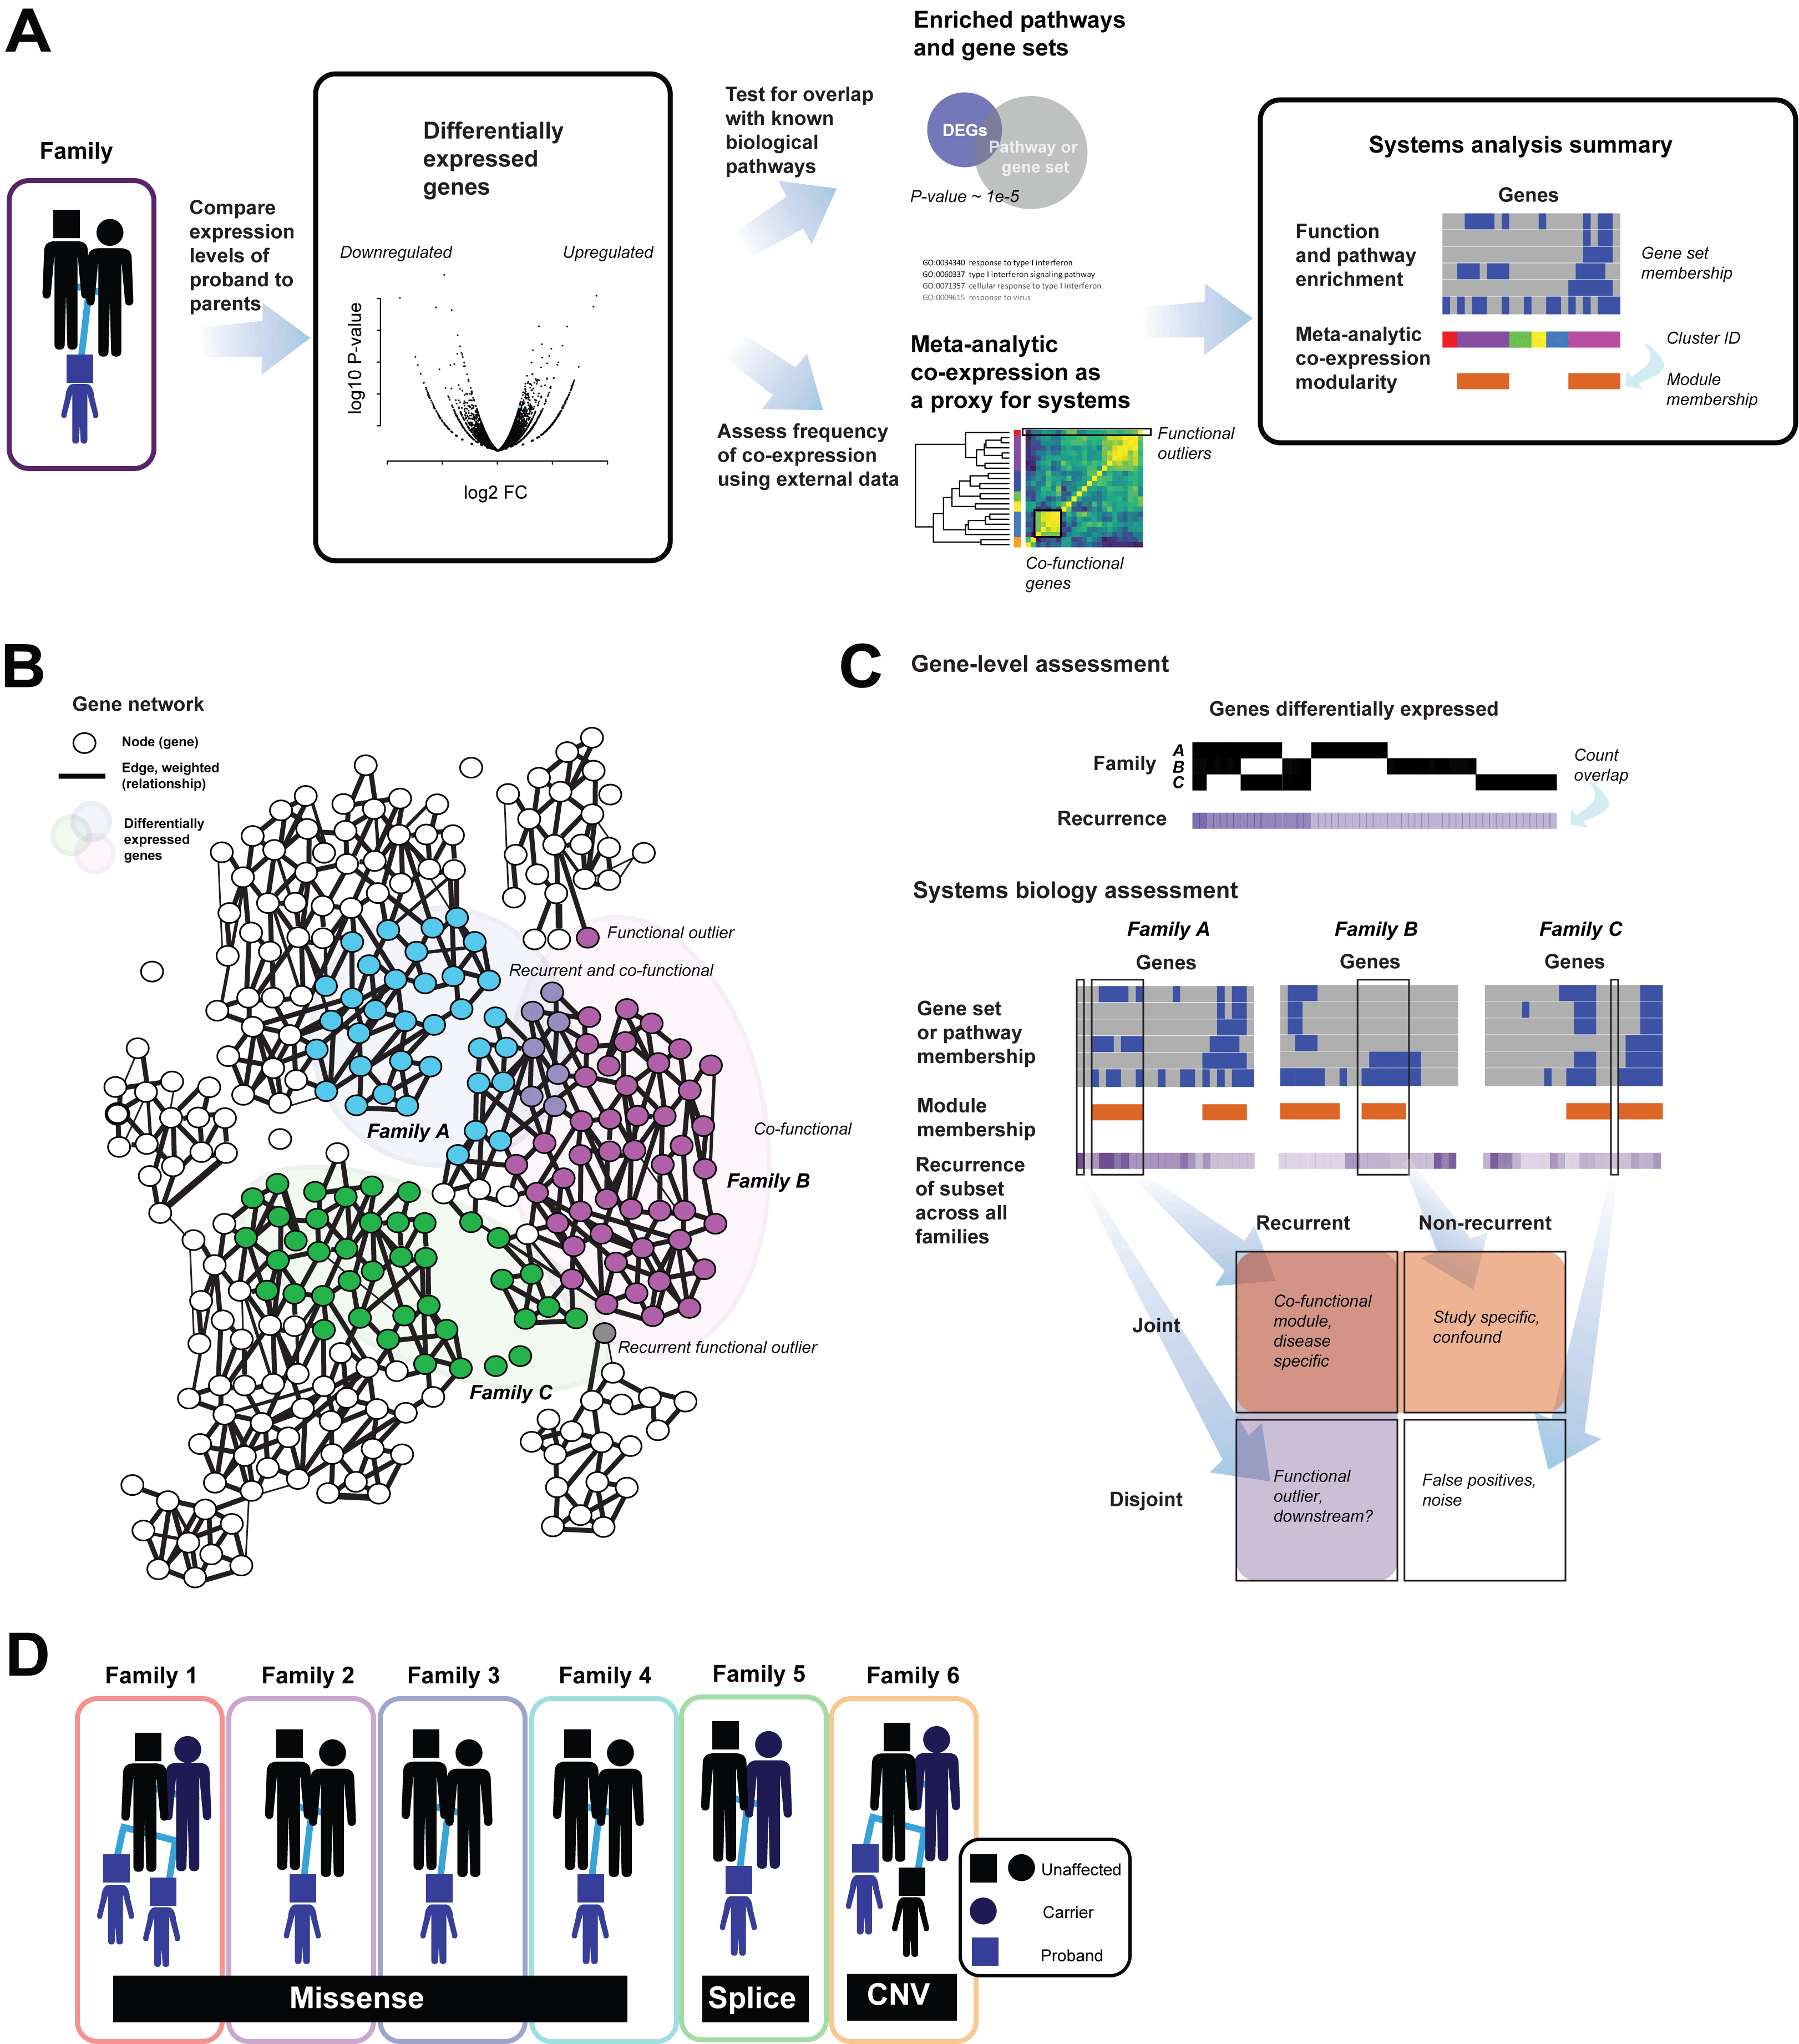 A
Family
Compare
expression
levels of
proband to
parents
Differentially
expressed
genes
Downregulated
Upregulated
log10 P-value
log2 FC
Test for overlap
with known
biological
pathways
Assess frequency
of co-expression
using external data
Enriched pathways
and gene sets
DEGs
Pathway or
gene set
P-value ~ 1e-5
GO:0034340 response to type I interferon
GO:0060337 type I interferon signaling pathway
GO:0071357 cellular response to type I interferon
GO:0009615 response to virus
Meta-analytic
co-expression as
a proxy for systems
Functional
outliers
Co-functional
genes
Systems analysis summary
Genes
Function
and pathway
enrichment
Gene set
membership
Meta-analytic
co-expression
modularity
Cluster ID
Module
membership
B
Gene network
Node (gene)
Edge, weighted
(relationship)
Differentially
expressed
genes
Functional outlier
Recurrent and co-functional
Family A
Co-functional
Family B
Recurrent functional outlier
Family C
C
Gene-level assessment
Genes differentially expressed
Family
A
B
C
Count
overlap
Recurrence
Systems biology assessment
Family A
Family B
Family C
Genes
Genes
Genes
Gene set
or pathway
membership
Module
membership
Recurrence
of subset
across all
families
Recurrent
Non-recurrent
Joint
Co-functional
module,
disease
specific
Study specific,
confound
Disjoint
Functional
outlier,
downstream?
False positives,
noise
D
Family 1
Family 2
Family 3
Family 4
Family 5
Family 6
Unaffected
Carrier
Proband
Missense
Splice
CNV